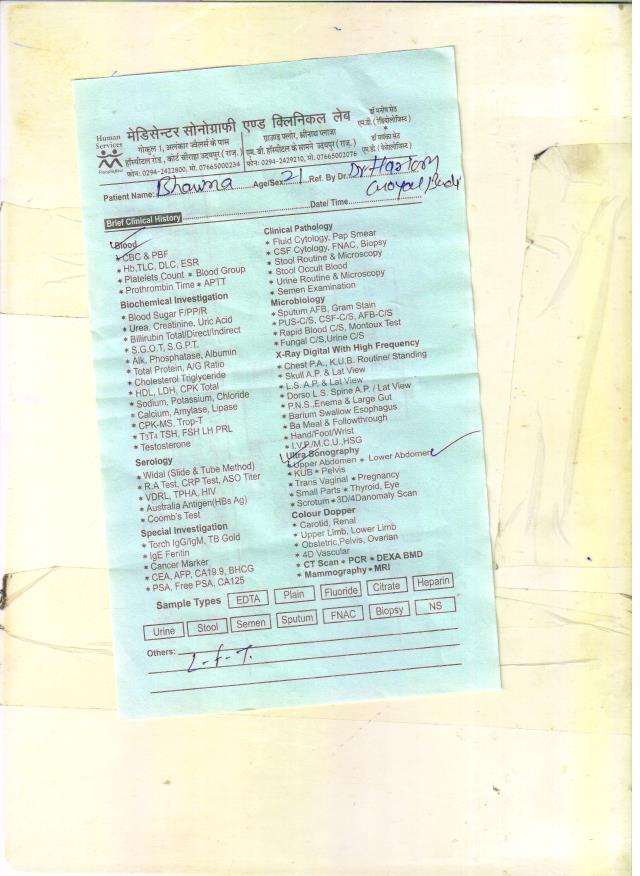 Human
Services
मेडिसेन्टर सोनोग्राफी एण्ड क्लिनिकल लेब
गोकुल 1, अलंकार ज्वैलर्स के पास
हॉस्पीटल रोड, कोर्ट चौराहा उदयपुर (राज.)
फोन: 0294-2422800, मो. 07665000234
ग्राउण्ड फ्लोर, श्रीनाथ प्लाजा
एम. बी. हॉस्पीटल के सामने उदयपुर (राज.)
फोन: 0294-2429210, मो. 07665002076
एम.डी. (रेडियोलोजिस्ट)
एम.डी. (पेथोलोजिस्ट)
Patient Name: Bhawna Age/Sex 21 Ref. By Dr.
Date/ Time
Brief Clinical History
Blood
CBC & PBF
* Hb,TLC, DLC, ESR
* Platelets Count * Blood Group
* Prothrombin Time * APTT
Biochemical Investigation
* Blood Sugar F/PP/R
* Urea, Creatinine, Uric Acid
* Billirubin Total/Direct/Indirect
* S.G.O.T, S.G.P.T.
* Alk, Phosphatase, Albumin
* Total Protein, A/G Ratio
* Cholesterol Triglyceride
* HDL, LDH, CPK Total
* Sodium, Potassium, Chloride
* Calcium, Amylase, Lipase
* CPK-MS, Trop-T
* T3T4 TSH, FSH LH PRL
* Testosterone
Serology
* Widal (Slide & Tube Method)
* R.A Test, CRP Test, ASO Titer
* VDRL, TPHA, HIV
* Australia Antigen(HBs Ag)
* Coomb's Test
Special Investigation
* Torch IgG/IgM, TB Gold
* IgE Feritin
* Cancer Marker
* CEA, AFP, CA19.9, BHCG
* PSA, Free PSA, CA125
Clinical Pathology
* Fluid Cytology, Pap Smear
* CSF Cytology, FNAC, Biopsy
* Stool Routine & Microscopy
* Stool Occult Blood
* Urine Routine & Microscopy
* Semen Examination
Microbiology
* Sputum AFB, Gram Stain
* PUS-C/S, CSF-C/S, AFB-C/S
* Rapid Blood C/S, Montoux Test
* Fungal C/S,Urine C/S
X-Ray Digital With High Frequency
* Chest P.A., K.U.B. Routine/ Standing
* Skull A.P. & Lat View
* L.S. A.P. & Lat View
* Dorso L.S. Spine A.P. / Lat View
* P.N.S..Enema & Large Gut
* Barium Swallow Esophagus
* Ba Meal & Followthrough
* Hand/Foot/Wrist
* I.V.P/M.C.U..HSG
Ultra Sonography
Upper Abdomen * Lower Abdomen
* KUB * Pelvis
* Trans Vaginal * Pregnancy
* Small Parts * Thyroid, Eye
* Scrotum * 3D/4Danomaly Scan
Colour Dopper
* Carotid, Renal
* Upper Limb, Lower Limb
* Obstetric,Pelvis, Ovarian
* 4D Vascular
* CT Scan * PCR * DEXA BMD
* Mammography * MRI
Sample Types EDTA Plain Fluoride Citrate Heparin
Urine Stool Semen Sputum FNAC Biopsy NS
Others:
L-f-T.